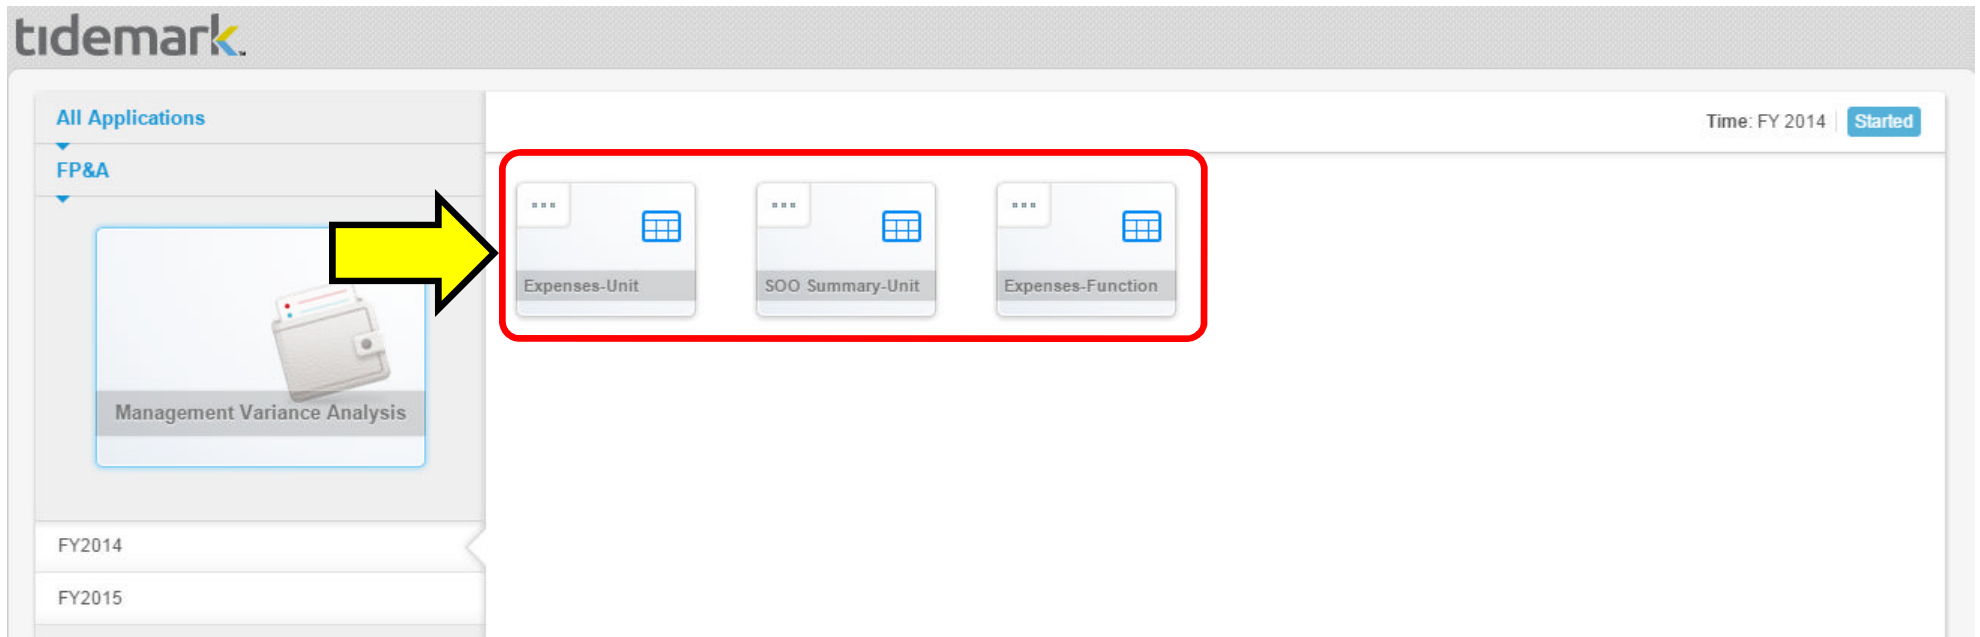 tidemark™
All Applications
FP&A
Management Variance Analysis
FY2014
FY2015
Time: FY 2014
Started
Expenses-Unit
SOO Summary-Unit
Expenses-Function